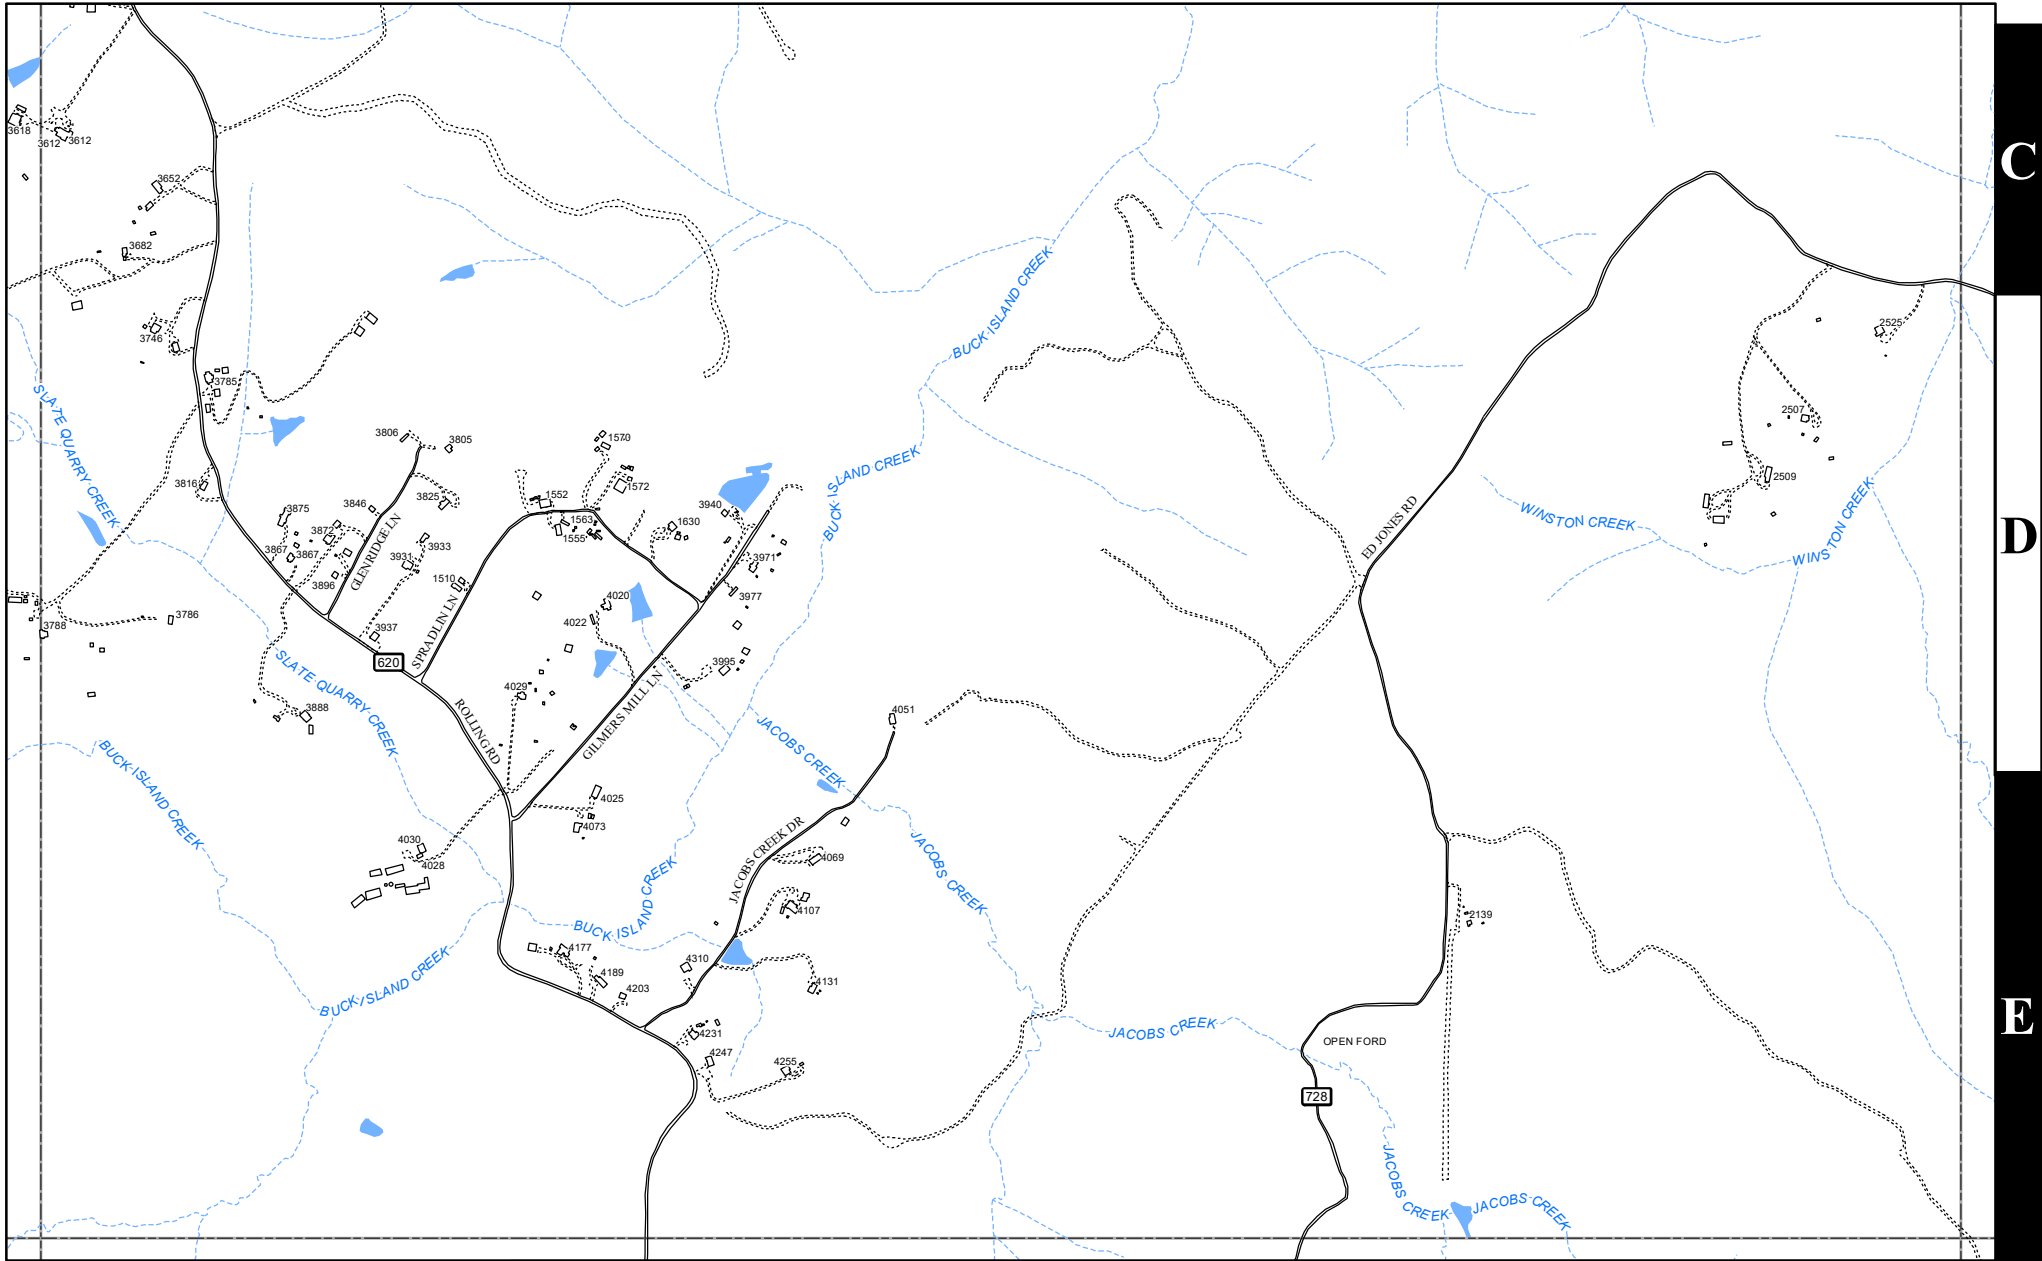 C
D
E
3618
3612
3612
3652
3682
3746
3785
3816
3806
3805
3846
3825
3875
3872
3867
3867
3896
3931
3933
3937
1510
1552
1563
1555
1570
1572
1630
3940
3971
3977
3995
4020
4022
4029
4025
4073
3786
3788
3888
4030
4028
4051
4069
4107
4131
4177
4189
4203
4310
4231
4247
4255
2525
2507
2509
2139
620
728
GLENRIDGE LN
SPRADLIN LN
ROLLING RD
GILMERS MILL LN
JACOBS CREEK DR
ED JONES RD
OPEN FORD
SLATE QUARRY CREEK
SLATE QUARRY CREEK
BUCK ISLAND CREEK
BUCK ISLAND CREEK
BUCK ISLAND CREEK
BUCK ISLAND CREEK
BUCK ISLAND CREEK
WINSTON CREEK
WINSTON CREEK
JACOBS CREEK
JACOBS CREEK
JACOBS CREEK
JACOBS CREEK
JACOBS CREEK